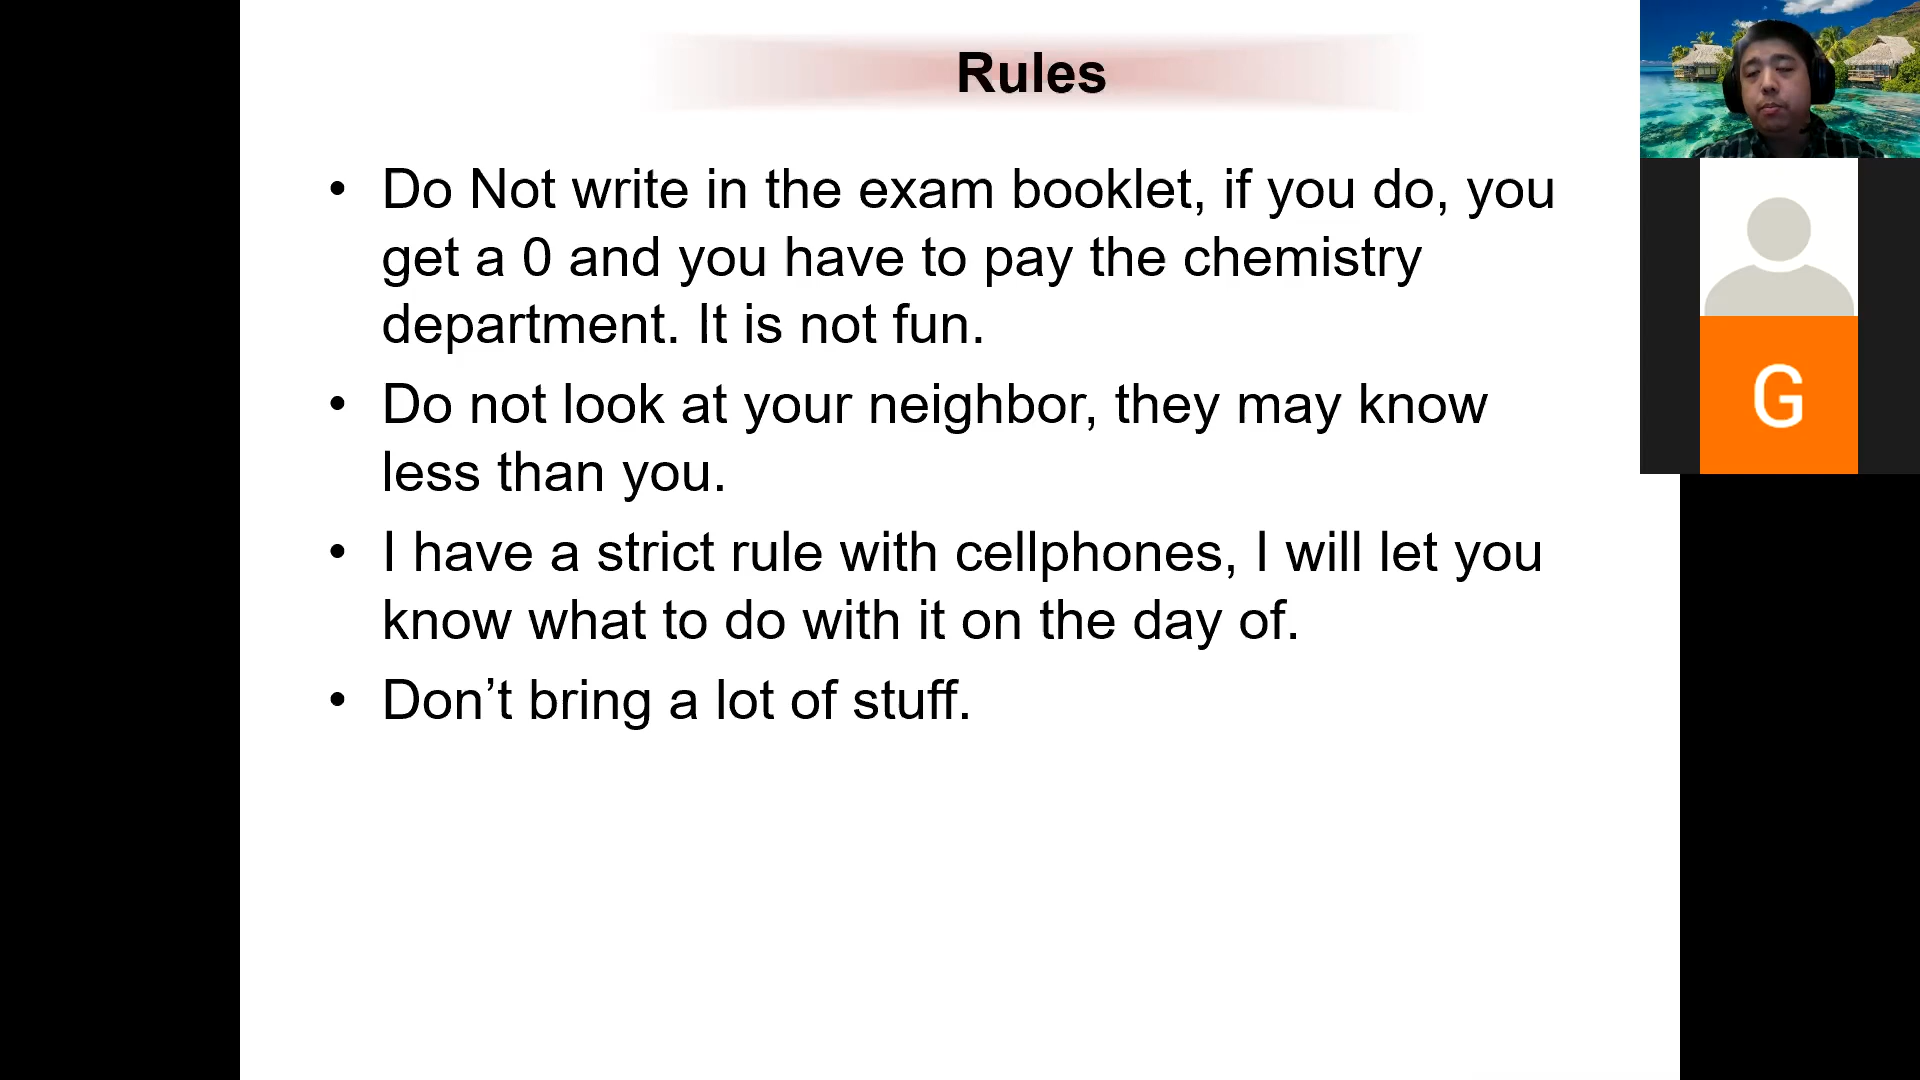 Rules
• Do Not write in the exam booklet, if you do, you
get a 0 and you have to pay the chemistry
department. It is not fun.
• Do not look at your neighbor, they may know
less than you.
• I have a strict rule with cellphones, I will let you
know what to do with it on the day of.
• Don’t bring a lot of stuff.
G